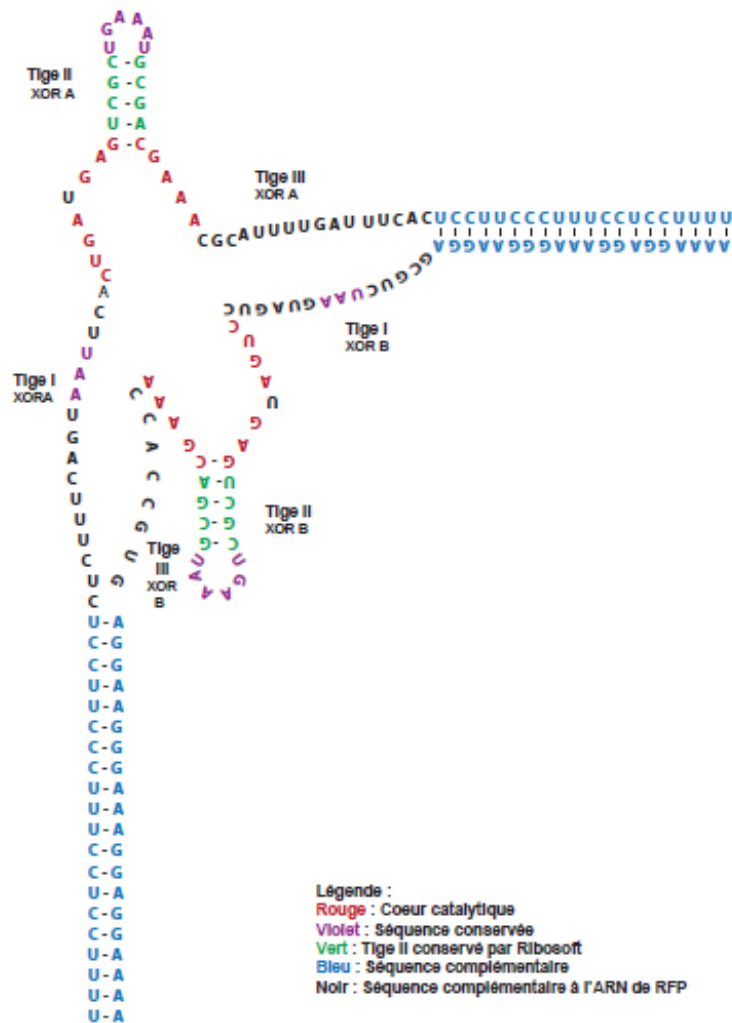 G A A A U
U
C - G
G - C
C - G
U - A
G - C
Tige II
XOR A
A
G
U
A
G
U
C
A
C
U
U
A
A
U
G
A
C
U
U
U
C
U
C
Tige I
XORA
G
A
A
A
CGCAUUUUGAUUUCACUCCUUCCCUUUCCUCCUUUU
Tige III
XOR A
AGGAAGGGAAAGGAGGAAAA
Tige I
XOR B
C
U
G
A
U
G
A
G - C
U - A
C - G
G - C
C - G
Tige II
XOR B
A
A
A
G
C
C
A
C
C
G
U
G
Tige
III
XOR
B
U - A
C - G
C - G
U - A
U - A
C - G
C - G
C - G
U - A
U - A
U - A
C - G
C - G
U - A
C - G
C - G
U - A
U - A
U - A
U - A
Légende :
Rouge : Coeur catalytique
Violet : Séquence conservée
Vert : Tige II conservé par Ribosoft
Bleu : Séquence complémentaire
Noir : Séquence complémentaire à l'ARN de RFP